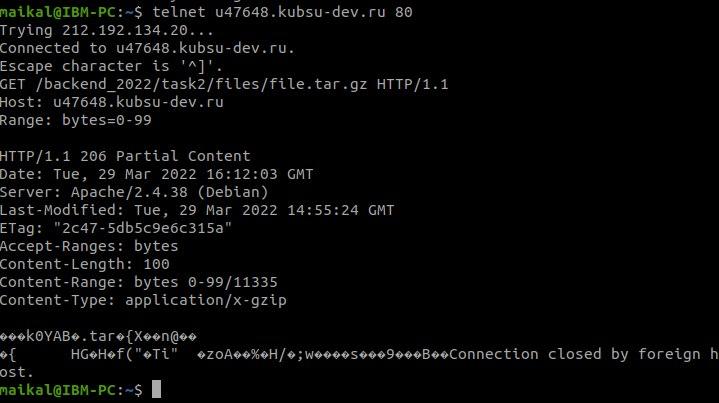 maikal@IBM-PC:~$ telnet u47648.kubsu-dev.ru 80
Trying 212.192.134.20...
Connected to u47648.kubsu-dev.ru.
Escape character is '^]'.
GET /backend_2022/task2/files/file.tar.gz HTTP/1.1
Host: u47648.kubsu-dev.ru
Range: bytes=0-99
HTTP/1.1 206 Partial Content
Date: Tue, 29 Mar 2022 16:12:03 GMT
Server: Apache/2.4.38 (Debian)
Last-Modified: Tue, 29 Mar 2022 14:55:24 GMT
ETag: "2c47-5db5c9e6c315a"
Accept-Ranges: bytes
Content-Length: 100
Content-Range: bytes 0-99/11335
Content-Type: application/x-gzip
���k0YAB�.tar�{X��n@��
�{      HG�H�f("�Ti"  �zoA��%�H/�;w����s���9���B��Connection closed by foreign h
ost.
maikal@IBM-PC:~$